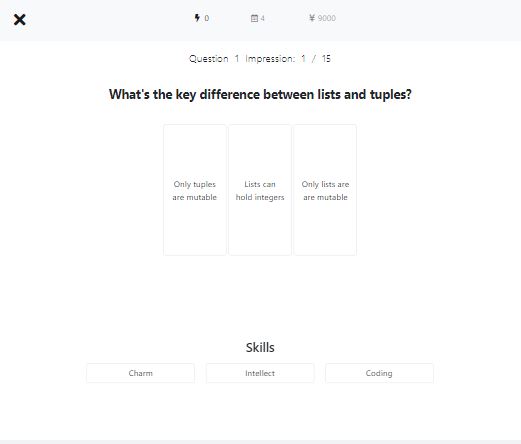 0 4 ¥ 9000
Question 1 Impression: 1 / 15
What's the key difference between lists and tuples?
Only tuples
are mutable
Lists can
hold integers
Only lists are
are mutable
Skills
Charm Intellect Coding